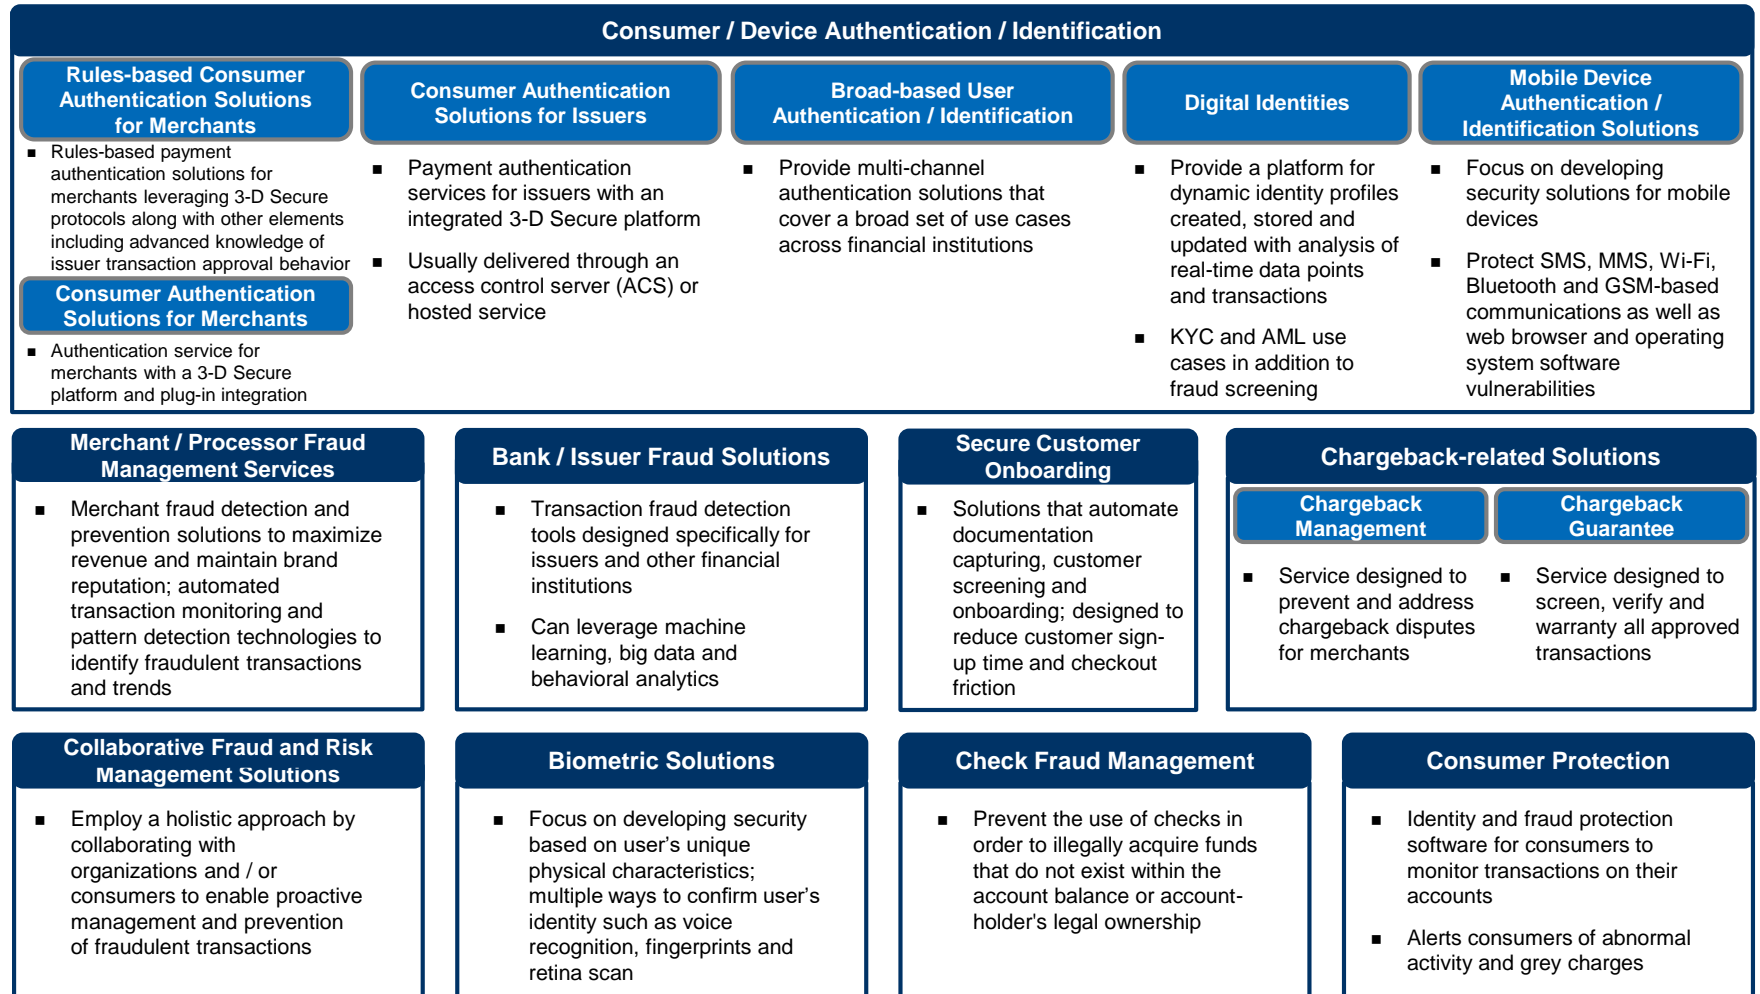 Consumer / Device Authentication / Identification
Rules-based Consumer
Authentication Solutions
for Merchants
■ Rules-based payment
authentication solutions for
merchants leveraging 3-D Secure
protocols along with other elements
including advanced knowledge of
issuer transaction approval behavior
Consumer Authentication
Solutions for Merchants
■ Authentication service for
merchants with a 3-D Secure
platform and plug-in integration
Consumer Authentication
Solutions for Issuers
■ Payment authentication
services for issuers with an
integrated 3-D Secure platform
■ Usually delivered through an
access control server (ACS) or
hosted service
Broad-based User
Authentication / Identification
■ Provide multi-channel
authentication solutions that
cover a broad set of use cases
across financial institutions
Digital Identities
■ Provide a platform for
dynamic identity profiles
created, stored and
updated with analysis of
real-time data points
and transactions
■ KYC and AML use
cases in addition to
fraud screening
Mobile Device
Authentication /
Identification Solutions
■ Focus on developing
security solutions for mobile
devices
■ Protect SMS, MMS, Wi-Fi,
Bluetooth and GSM-based
communications as well as
web browser and operating
system software
vulnerabilities
Merchant / Processor Fraud
Management Services
■ Merchant fraud detection and
prevention solutions to maximize
revenue and maintain brand
reputation; automated
transaction monitoring and
pattern detection technologies to
identify fraudulent transactions
and trends
Bank / Issuer Fraud Solutions
■ Transaction fraud detection
tools designed specifically for
issuers and other financial
institutions
■ Can leverage machine
learning, big data and
behavioral analytics
Secure Customer
Onboarding
■ Solutions that automate
documentation
capturing, customer
screening and
onboarding; designed to
reduce customer sign-
up time and checkout
friction
Chargeback-related Solutions
Chargeback
Management
■ Service designed to
prevent and address
chargeback disputes
for merchants
Chargeback
Guarantee
■ Service designed to
screen, verify and
warranty all approved
transactions
Collaborative Fraud and Risk
Management Solutions
■ Employ a holistic approach by
collaborating with
organizations and / or
consumers to enable proactive
management and prevention
of fraudulent transactions
Biometric Solutions
■ Focus on developing security
based on user’s unique
physical characteristics;
multiple ways to confirm user’s
identity such as voice
recognition, fingerprints and
retina scan
Check Fraud Management
■ Prevent the use of checks in
order to illegally acquire funds
that do not exist within the
account balance or account-
holder's legal ownership
Consumer Protection
■ Identity and fraud protection
software for consumers to
monitor transactions on their
accounts
■ Alerts consumers of abnormal
activity and grey charges